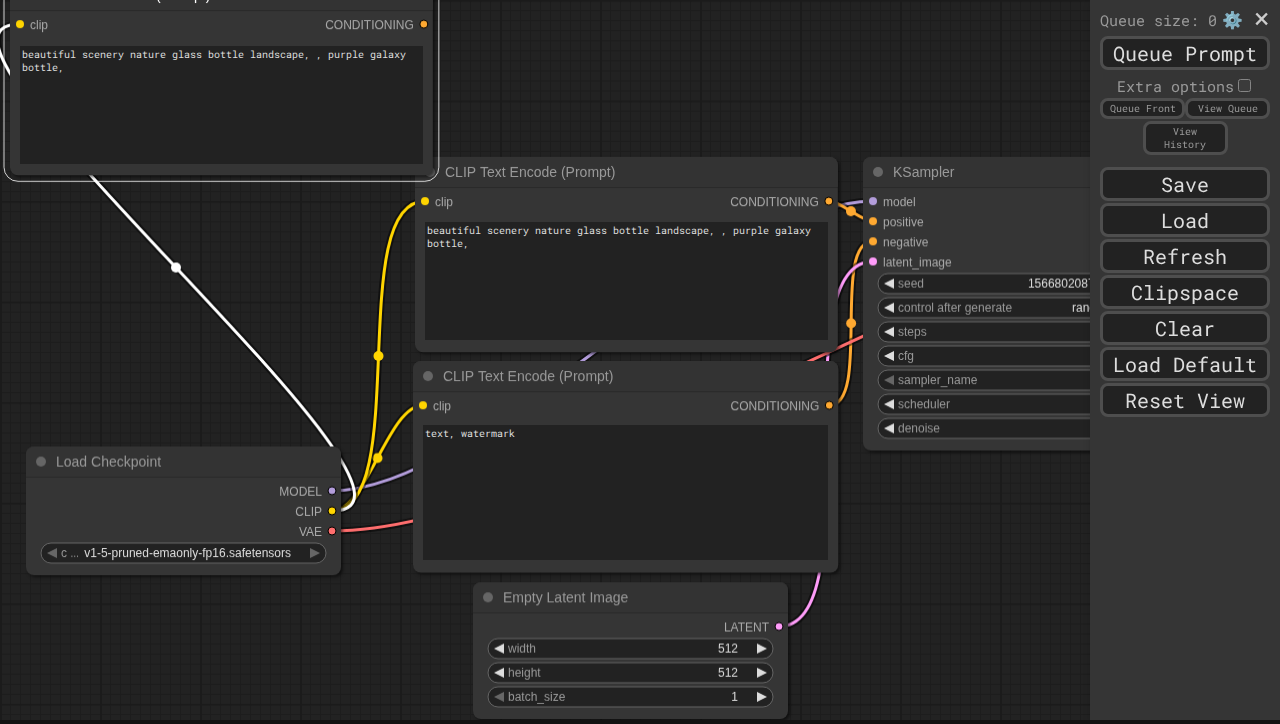 clip
CONDITIONING
beautiful scenery nature glass bottle landscape, , purple galaxy
bottle,
CLIP Text Encode (Prompt)
clip
CONDITIONING
beautiful scenery nature glass bottle landscape, , purple galaxy
bottle,
CLIP Text Encode (Prompt)
clip
CONDITIONING
text, watermark
Load Checkpoint
MODEL
CLIP
VAE
c ... v1-5-pruned-emaonly-fp16.safetensors
Empty Latent Image
LATENT
width 512
height 512
batch_size 1
KSampler
model
positive
negative
latent_image
seed 156680208
control after generate ran
steps
cfg
sampler_name
scheduler
denoise
Queue size: 0
Queue Prompt
Extra options
Queue Front
View Queue
View
History
Save
Load
Refresh
Clipspace
Clear
Load Default
Reset View